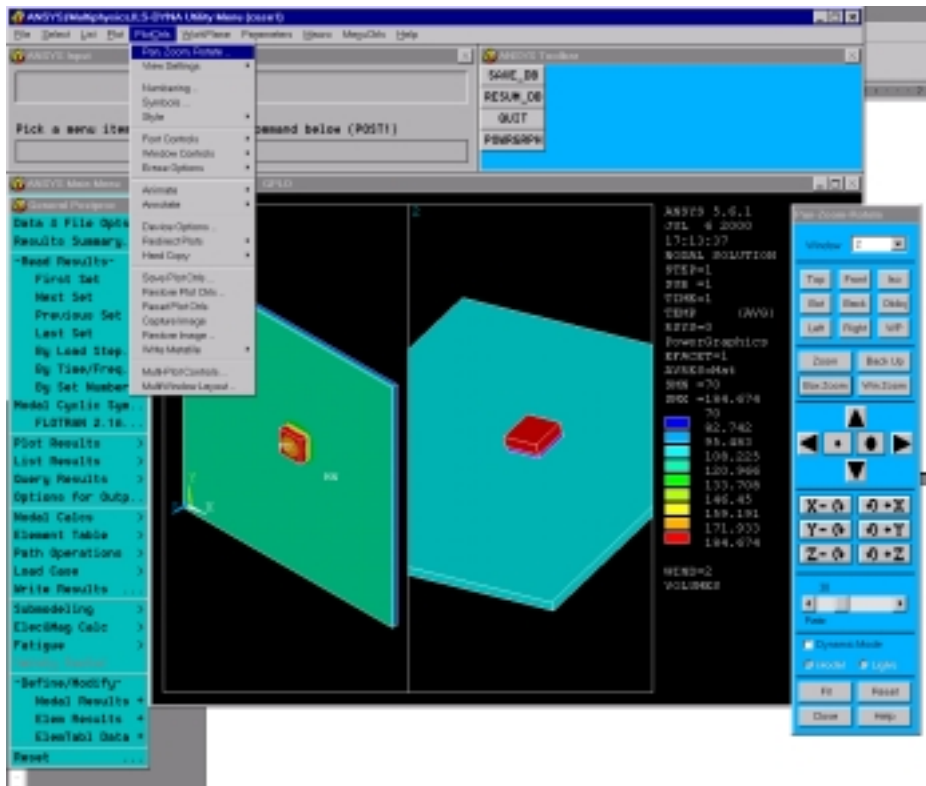 ANSYS/Multiphysics/LS-DYNA Utility Menu (cosert)
File Select List Plot PlotCtrls WorkPlane Parameters Macro MenuCtrls Help
ANSYS Input
ANSYS Toolbar
SAVE_DB
RESUM_DB
QUIT
POWRGRPH
Pick a menu item
command below (POST1)
Pan, Zoom, Rotate...
View Settings
Numbering...
Symbols...
Style
Font Controls
Window Controls
Erase Options
Animate
Annotate
Device Options...
Redirect Plots
Hard Copy
Save Plot Ctrls...
Restore Plot Ctrls...
Reset Plot Ctrls
Capture Image
Restore Image...
Write Metafile
Multi-Plot Controls...
Multi-Window Layout...
ANSYS Main Menu
General Postproc
Data & File Opts
Results Summary.
-Read Results-
First Set
Next Set
Previous Set
Last Set
By Load Step.
By Time/Freq.
By Set Number
Modal Cyclic Sym..
FLOTRAN 2.1A...
Plot Results >
List Results >
Query Results >
Options for Outp..
Nodal Calcs >
Element Table >
Path Operations >
Load Case >
Write Results ...
Submodeling >
Elec&Mag Calc >
Fatigue >
-Define/Modify-
Nodal Results +
Elem Results +
ElemTabl Data +
Reset ...
2
MN
Y
X
ANSYS 5.6.1
JUL 6 2000
17:13:37
NODAL SOLUTION
STEP=1
SUB =1
TIME=1
TEMP (AVG)
RSYS=0
PowerGraphics
EFACET=1
AVRES=Mat
SMN =70
SMX =184.674
70
82.742
95.483
108.225
120.966
133.708
146.45
159.191
171.933
184.674
WIND=2
VOLUMES
Pan-Zoom-Rotate
Window 2
Top Front Iso
Bot Back Obliq
Left Right WP
Zoom Back Up
Box Zoom Win Zoom
X- +X
Y- +Y
Z- +Z
30
Rate
Dynamic Mode
Model Lights
Fit Reset
Close Help